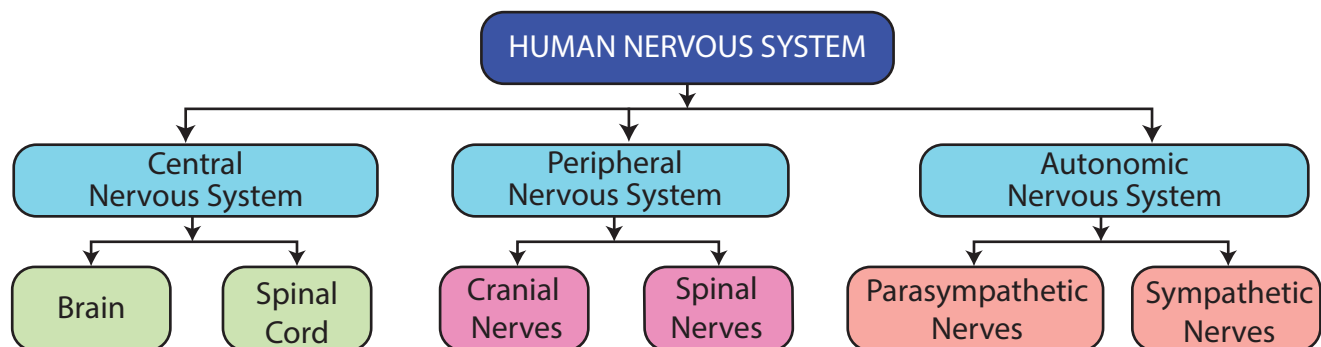 HUMAN NERVOUS SYSTEM
Central
Nervous System
Peripheral
Nervous System
Autonomic
Nervous System
Brain
Spinal
Cord
Cranial
Nerves
Spinal
Nerves
Parasympathetic
Nerves
Sympathetic
Nerves